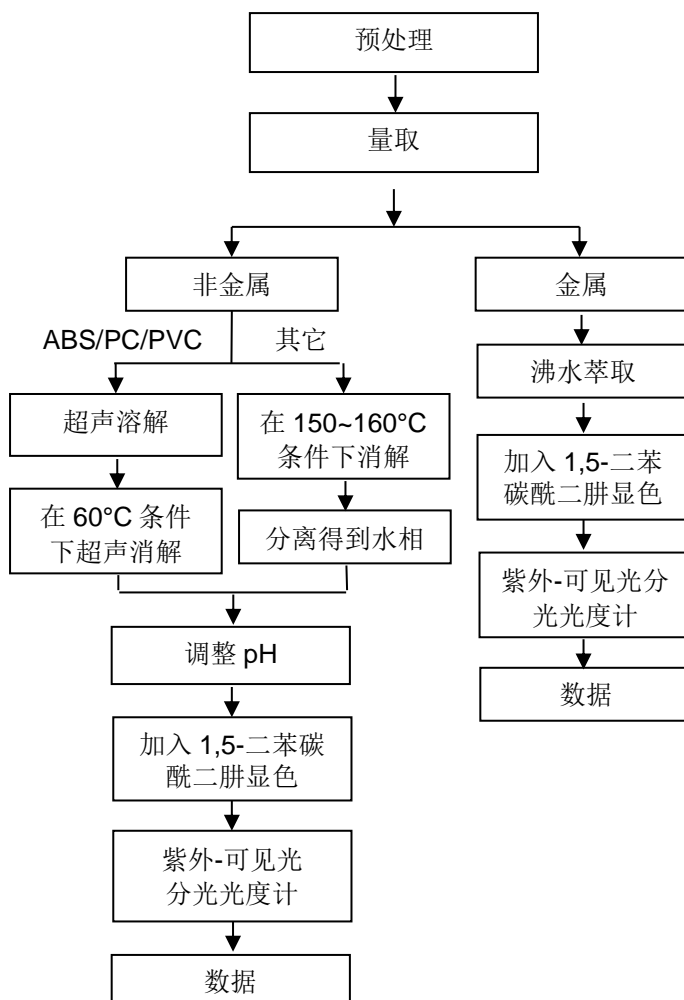 预处理
量取
非金属
金属
ABS/PC/PVC
其它
沸水萃取
超声溶解
在 150~160°C
条件下消解
加入 1,5-二苯
碳酰二肼显色
在 60°C 条件
下超声消解
分离得到水相
紫外-可见光分
光光度计
调整 pH
数据
加入 1,5-二苯碳
酰二肼显色
紫外-可见光
分光光度计
数据